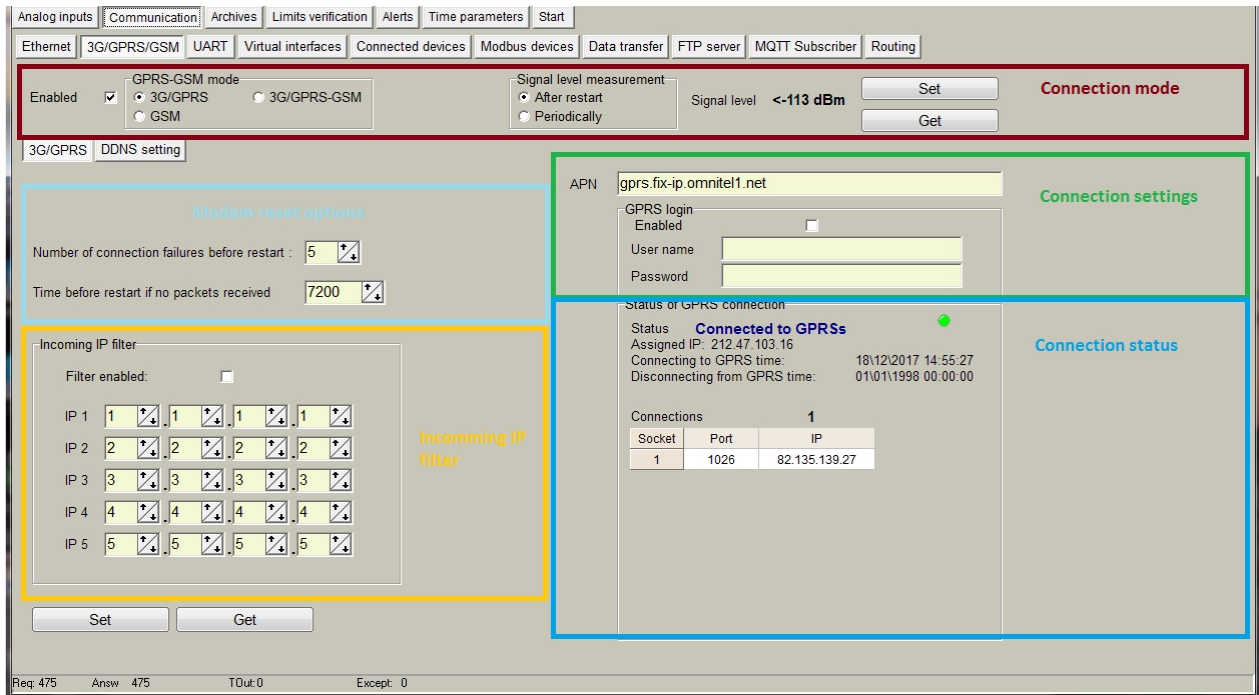 Analog inputs Communication Archives Limits verification Alerts Time parameters Start
Ethernet 3G/GPRS/GSM UART Virtual interfaces Connected devices Modbus devices Data transfer FTP server MQTT Subscriber Routing
GPRS-GSM mode
Enabled
3G/GPRS 3G/GPRS-GSM
GSM
Signal level measurement
After restart
Periodically
Signal level <-113 dBm
Set
Get
Connection mode
3G/GPRS DDNS setting
Modem reset options
Number of connection failures before restart : 5
Time before restart if no packets received 7200
APN gprs.fix-ip.omnitel1.net
GPRS login
Enabled
User name
Password
Connection settings
Incoming IP filter
Filter enabled:
IP 1 1 . 1 . 1 . 1
IP 2 2 . 2 . 2 . 2
IP 3 3 . 3 . 3 . 3
IP 4 4 . 4 . 4 . 4
IP 5 5 . 5 . 5 . 5
Incomming IP
filter
Set Get
Status of GPRS connection
Status Connected to GPRSs
Assigned IP: 212.47.103.16
Connecting to GPRS time: 18\12\2017 14:55:27
Disconnecting from GPRS time: 01\01\1998 00:00:00
Connections 1
Socket Port IP
1 1026 82.135.139.27
Connection status
Req: 475 Answ 475 TOut: 0 Except: 0